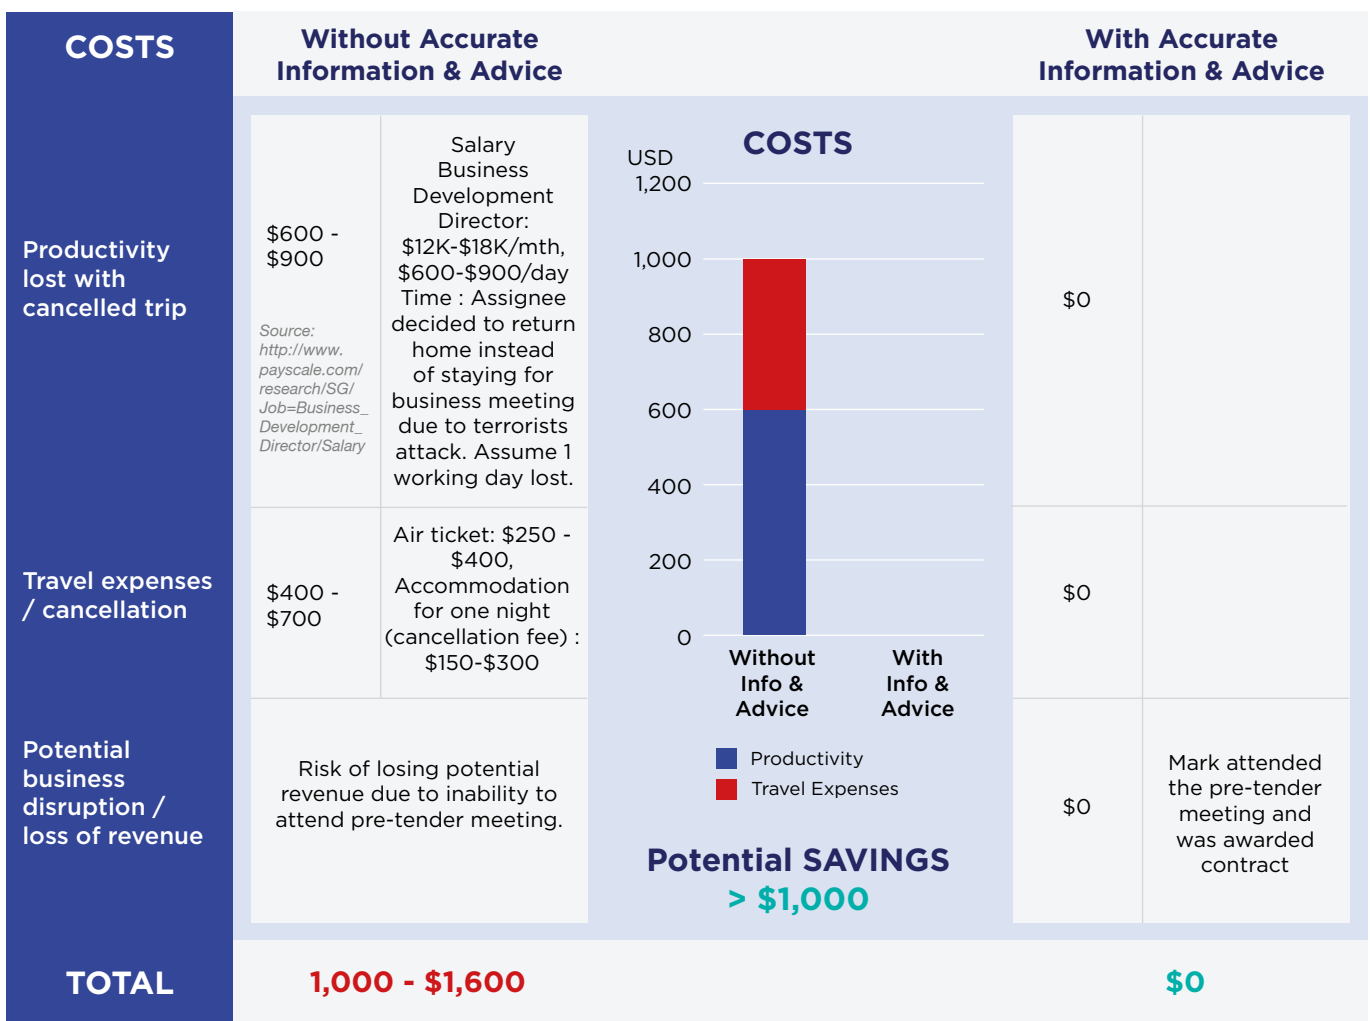 COSTS
Without Accurate
Information & Advice
With Accurate
Information & Advice
Productivity
lost with
cancelled trip
$600 -
$900
Source:
http://www.
payscale.com/
research/SG/
Job=Business_
Development_
Director/Salary
Salary
Business
Development
Director:
$12K-$18K/mth,
$600-$900/day
Time : Assignee
decided to return
home instead
of staying for
business meeting
due to terrorists
attack. Assume 1
working day lost.
$0
Travel expenses
/ cancellation
$400 -
$700
Air ticket: $250 -
$400,
Accommodation
for one night
(cancellation fee) :
$150-$300
$0
Potential
business
disruption /
loss of revenue
Risk of losing potential
revenue due to inability to
attend pre-tender meeting.
$0
Mark attended
the pre-tender
meeting and
was awarded
contract
COSTS
USD
1,200
1,000
800
600
400
200
0
Without
Info &
Advice
With
Info &
Advice
Productivity
Travel Expenses
Potential SAVINGS
> $1,000
TOTAL
1,000 - $1,600
$0